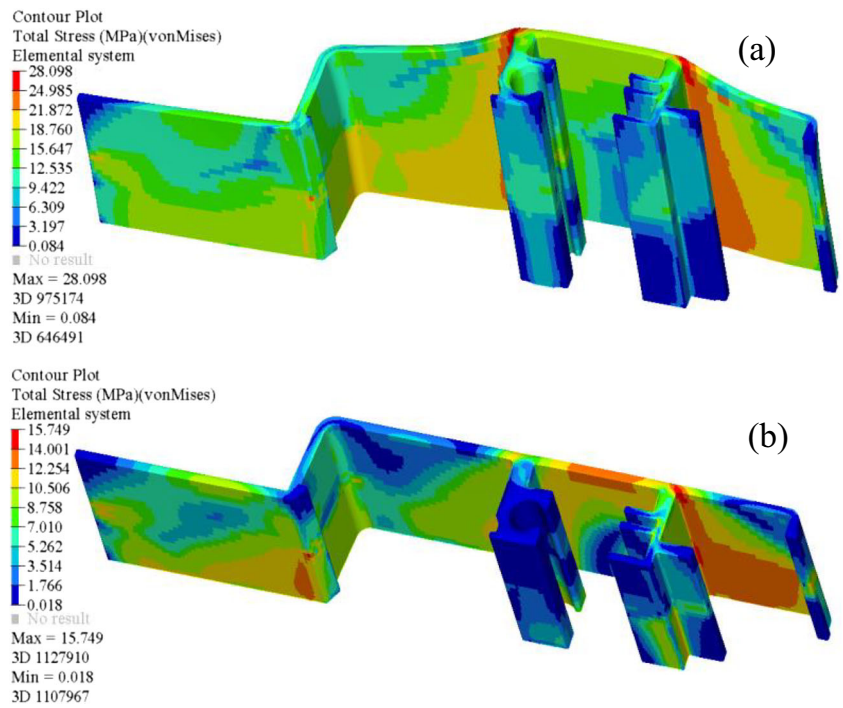 Contour Plot
Total Stress (MPa)(vonMises)
Elemental system
28.098
24.985
21.872
18.760
15.647
12.535
9.422
6.309
3.197
0.084
No result
Max = 28.098
3D 975174
Min = 0.084
3D 646491
(a)
Contour Plot
Total Stress (MPa)(vonMises)
Elemental system
15.749
14.001
12.254
10.506
8.758
7.010
5.262
3.514
1.766
0.018
No result
Max = 15.749
3D 1127910
Min = 0.018
3D 1107967
(b)